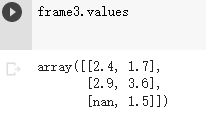 frame3.values
array([[2.4, 1.7],
       [2.9, 3.6],
       [nan, 1.5]])